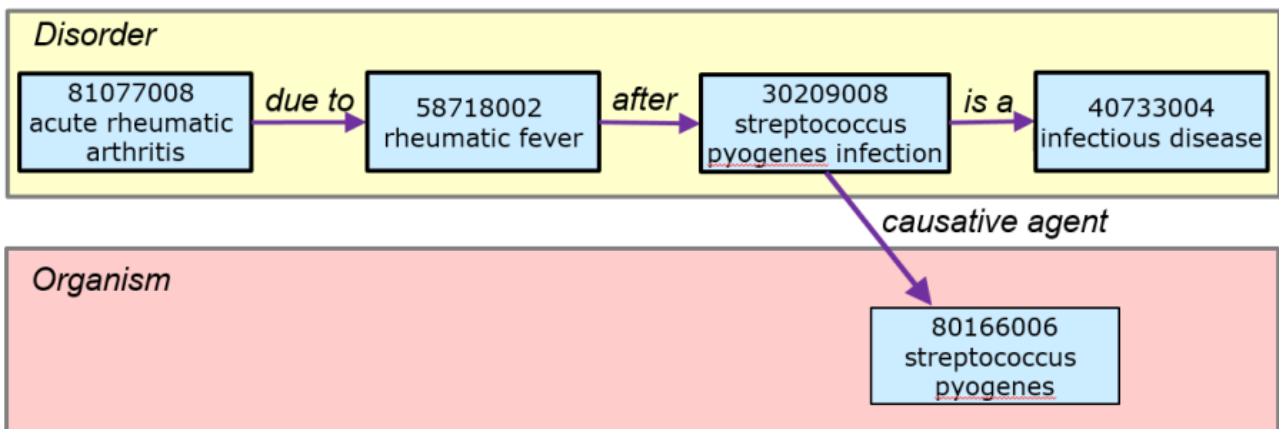 Disorder
81077008
acute rheumatic
arthritis
due to
58718002
rheumatic fever
after
30209008
streptococcus
pyogenes infection
is a
40733004
infectious disease
causative agent
Organism
80166006
streptococcus
pyogenes